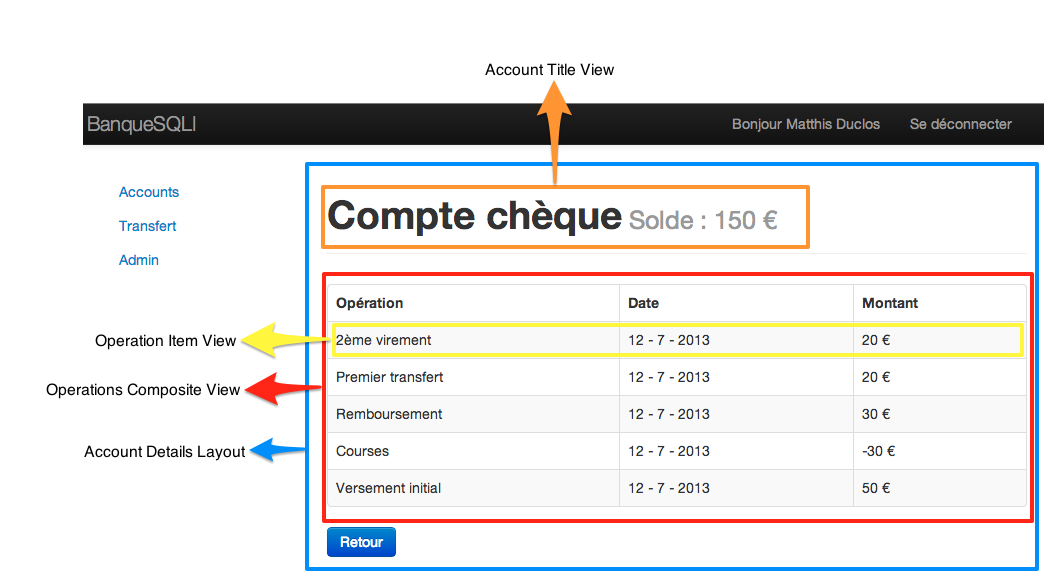 Account Title View
BanqueSQLI Bonjour Matthis Duclos Se déconnecter
Accounts
Transfert
Admin
Compte chèque Solde : 150 €
Opération Date Montant
Operation Item View
2ème virement 12 - 7 - 2013 20 €
Operations Composite View
Premier transfert 12 - 7 - 2013 20 €
Remboursement 12 - 7 - 2013 30 €
Account Details Layout
Courses 12 - 7 - 2013 -30 €
Versement initial 12 - 7 - 2013 50 €
Retour